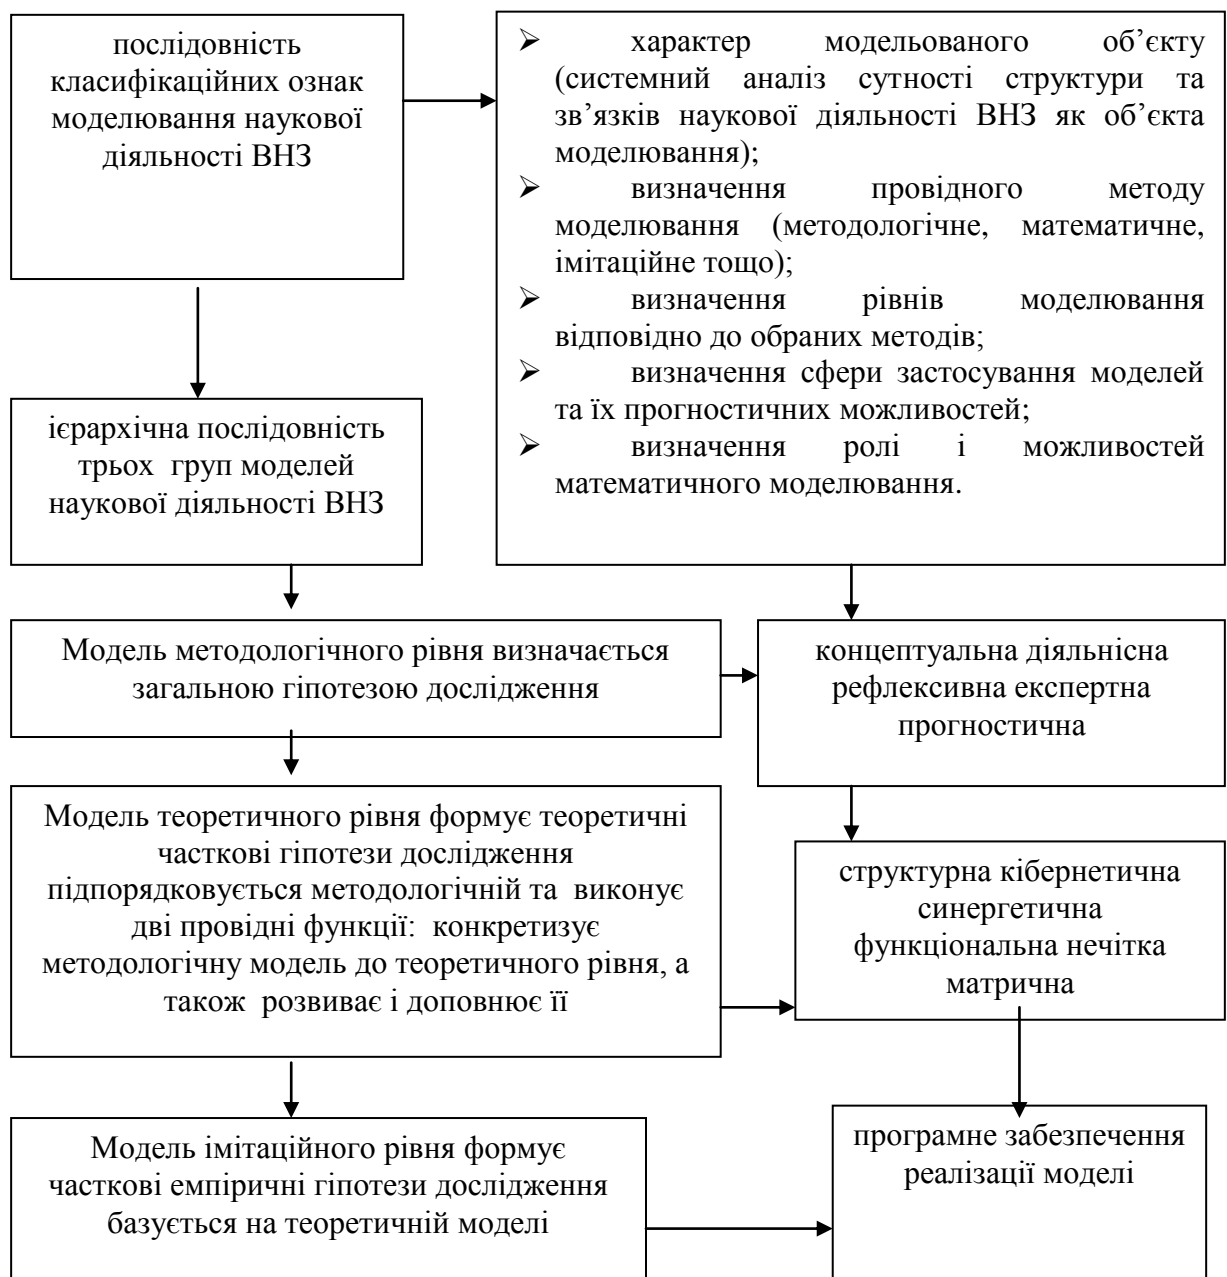 послідовність
класифікаційних ознак
моделювання наукової
діяльності ВНЗ
➢ характер модельованого об’єкту
(системний аналіз сутності структури та
зв’язків наукової діяльності ВНЗ як об’єкта
моделювання);
➢ визначення провідного методу
моделювання (методологічне, математичне,
імітаційне тощо);
➢ визначення рівнів моделювання
відповідно до обраних методів;
➢ визначення сфери застосування моделей
та їх прогностичних можливостей;
➢ визначення ролі і можливостей
математичного моделювання.
ієрархічна послідовність
трьох груп моделей
наукової діяльності ВНЗ
Модель методологічного рівня визначається
загальною гіпотезою дослідження
концептуальна діяльнісна
рефлексивна експертна
прогностична
Модель теоретичного рівня формує теоретичні
часткові гіпотези дослідження
підпорядковується методологічній та виконує
дві провідні функції: конкретизує
методологічну модель до теоретичного рівня, а
також розвиває і доповнює її
структурна кібернетична
синергетична
функціональна нечітка
матрична
Модель імітаційного рівня формує
часткові емпіричні гіпотези дослідження
базується на теоретичній моделі
програмне забезпечення
реалізації моделі